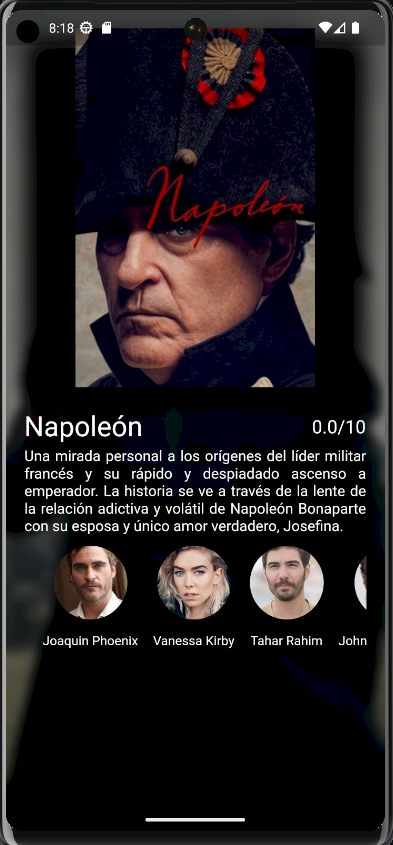 8:18
Napoleón
Napoleón 0.0/10
Una mirada personal a los orígenes del líder militar
francés y su rápido y despiadado ascenso a
emperador. La historia se ve a través de la lente de
la relación adictiva y volátil de Napoleón Bonaparte
con su esposa y único amor verdadero, Josefina.
Joaquin Phoenix Vanessa Kirby Tahar Rahim John